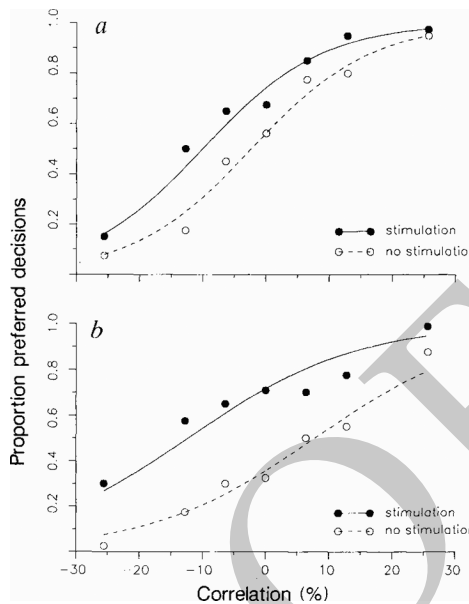 a
1.0
0.8
0.6
0.4
0.2
stimulation
no stimulation
Proportion preferred decisions
b
1.0
0.8
0.6
0.4
0.2
stimulation
no stimulation
-30 -20 -10 0 10 20 30
Correlation (%)